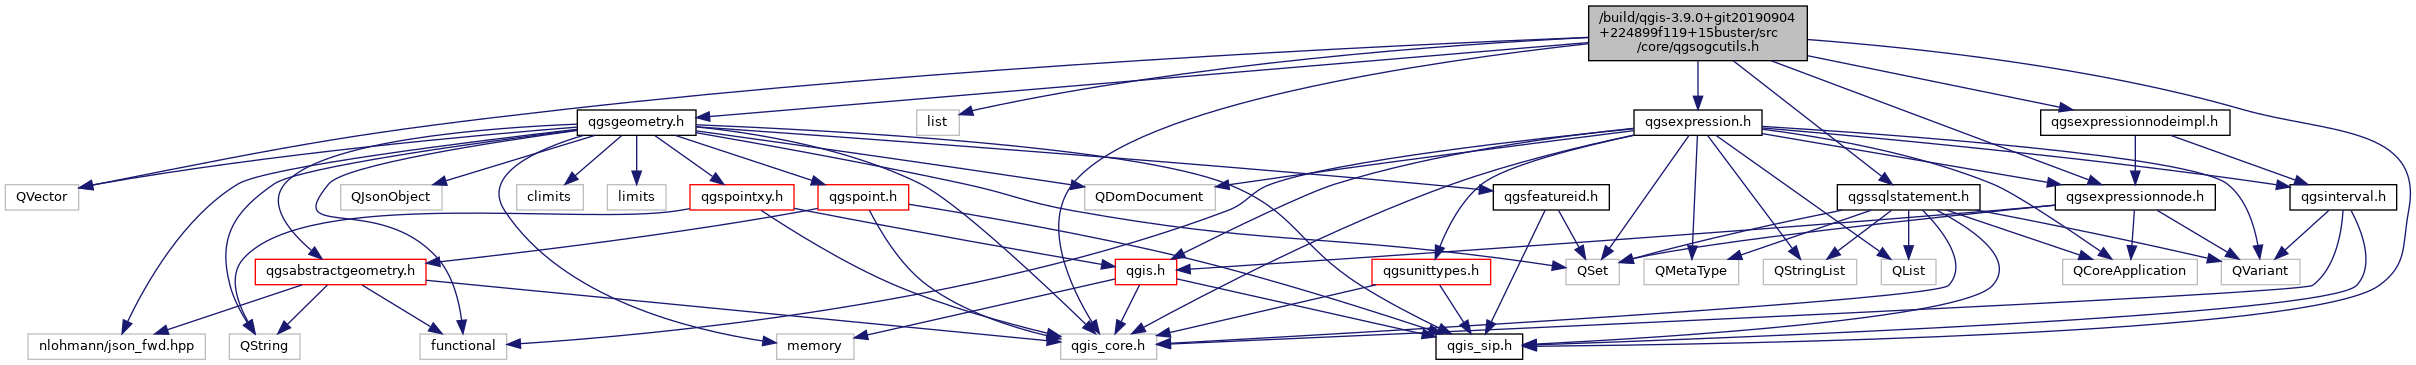 /build/qgis-3.9.0+git20190904
+224899f119+15buster/src
/core/qgsogcutils.h
qgsgeometry.h
list
qgsexpression.h
qgsexpressionnodeimpl.h
QVector
QJsonObject
climits
limits
qgspointxy.h
qgspoint.h
QDomDocument
qgsfeatureid.h
qgssqlstatement.h
qgsexpressionnode.h
qgsinterval.h
qgsabstractgeometry.h
qgis.h
qgsunittypes.h
QSet
QMetaType
QStringList
QList
QCoreApplication
QVariant
nlohmann/json_fwd.hpp
QString
functional
memory
qgis_core.h
qgis_sip.h